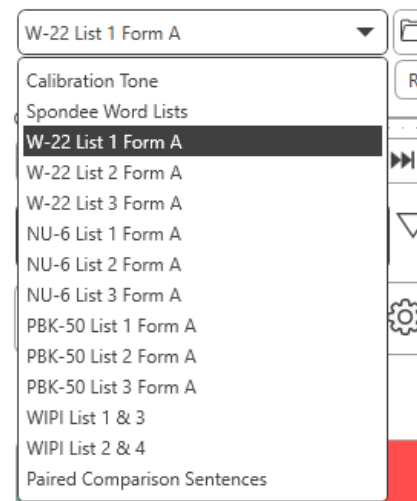 W-22 List 1 Form A
Calibration Tone
Spondee Word Lists
W-22 List 1 Form A
W-22 List 2 Form A
W-22 List 3 Form A
NU-6 List 1 Form A
NU-6 List 2 Form A
NU-6 List 3 Form A
PBK-50 List 1 Form A
PBK-50 List 2 Form A
PBK-50 List 3 Form A
WIPI List 1 & 3
WIPI List 2 & 4
Paired Comparison Sentences